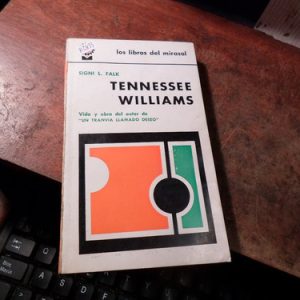 los libros del mirasol
SIGNI L. FALK
TENNESSEE
WILLIAMS
Vida y obra del autor de
"UN TRANVIA LLAMADO DESEO"